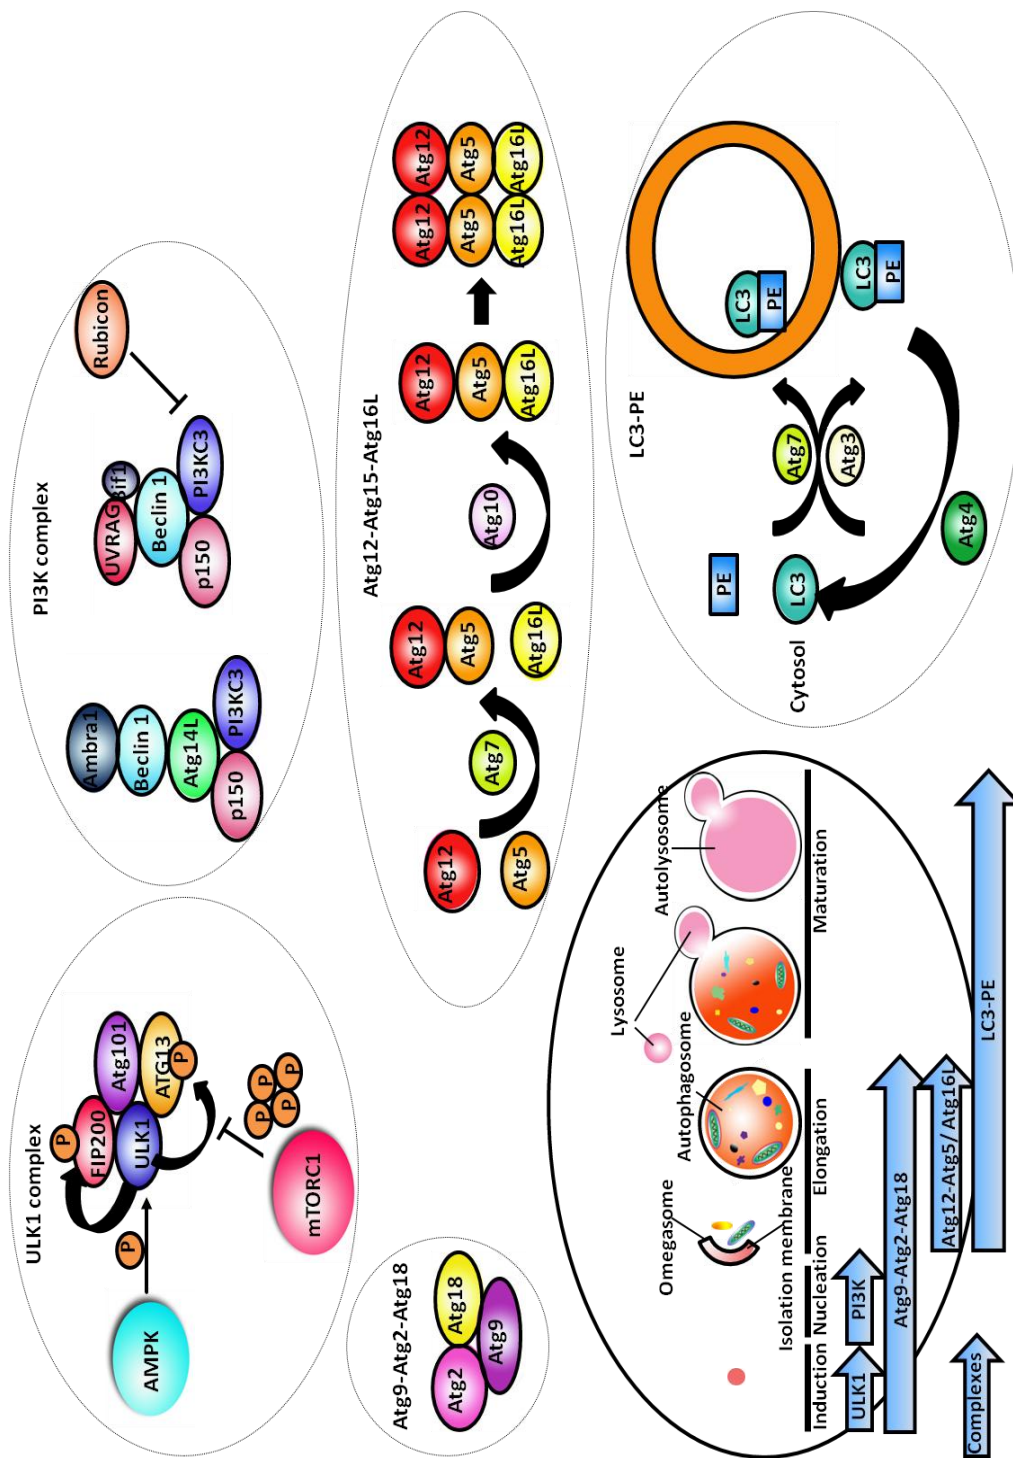 ULK1 complex
AMPK
P
P
FIP200
Atg101
ULK1
ATG13
P
mTORC1
P
P
P
P
PI3K complex
Ambra1
Beclin 1
Atg14L
p150
PI3KC3
UVRAG
Bif1
Beclin 1
p150
PI3KC3
Rubicon
Atg9-Atg2-Atg18
Atg2
Atg18
Atg9
Atg12-Atg15-Atg16L
Atg12
Atg5
Atg7
Atg12
Atg5
Atg16L
Atg10
Atg12
Atg5
Atg16L
Atg12
Atg12
Atg5
Atg5
Atg16L
Atg16L
Omegasome
Isolation membrane
Autophagosome
Lysosome
Autolysosome
Induction
Nucleation
Elongation
Maturation
ULK1
PI3K
Atg9-Atg2-Atg18
Atg12-Atg5/ Atg16L
LC3-PE
Complexes
LC3-PE
Cytosol
PE
LC3
Atg7
Atg3
Atg4
LC3
PE
LC3
PE